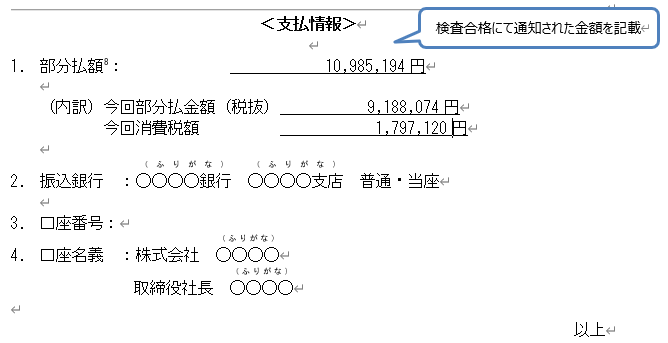 ＜支払情報＞
検査合格にて通知された金額を記載
1. 部分払額8： 10,985,194 円
（内訳）今回部分払金額（税抜） 9,188,074 円
今回消費税額 1,797,120 円
（ふりがな） （ふりがな）
2. 振込銀行 ：〇〇〇〇銀行 〇〇〇〇支店 普通・当座
3. 口座番号：
（ふりがな）
4. 口座名義 ：株式会社 〇〇〇〇
（ふりがな）
取締役社長 〇〇〇〇
以上